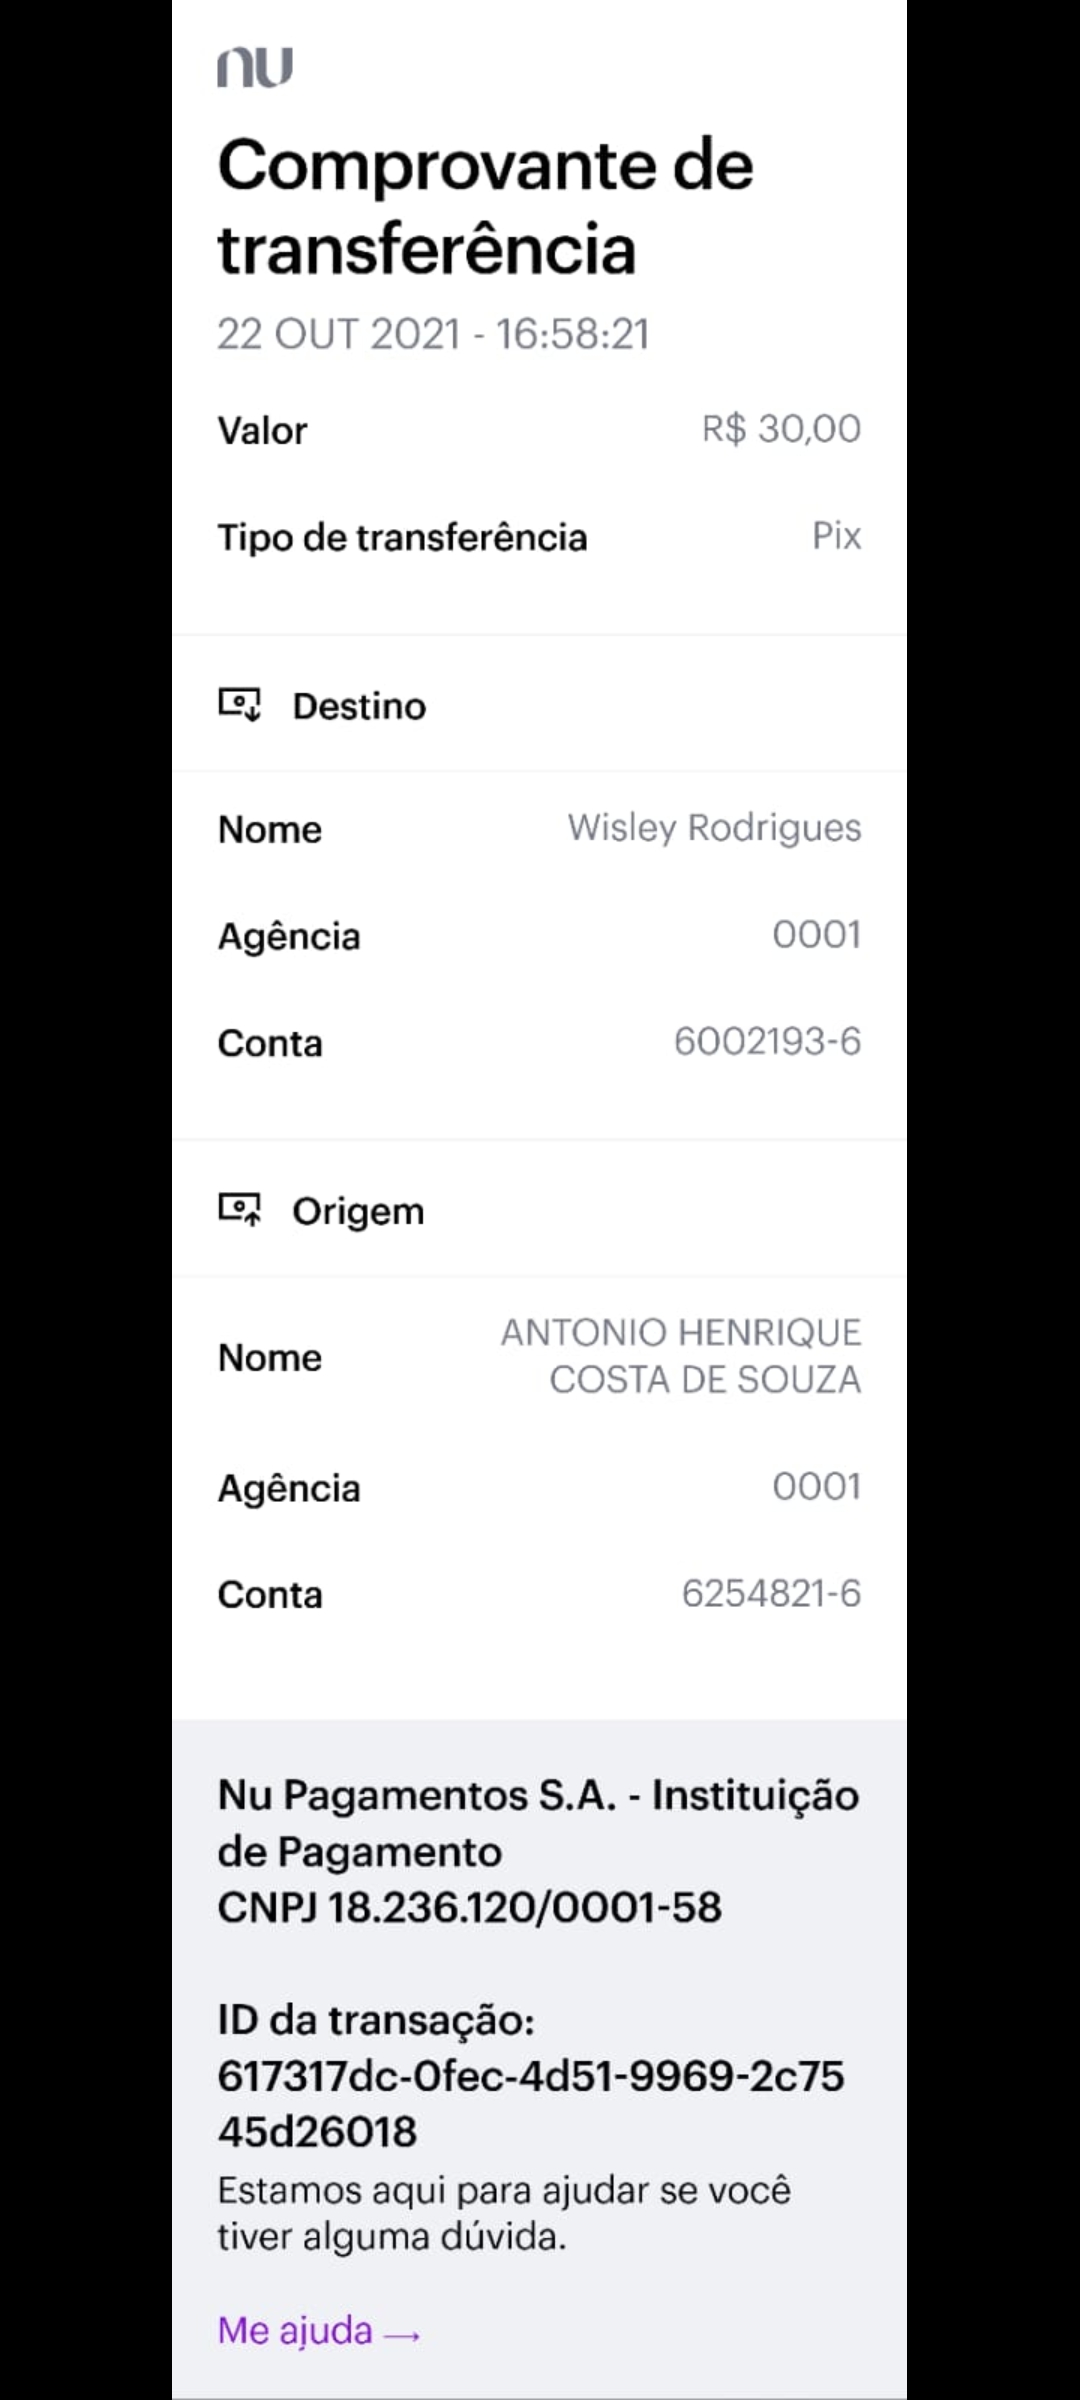 nu
Comprovante de
transferência
22 OUT 2021 - 16:58:21
Valor R$ 30,00
Tipo de transferência Pix
Destino
Nome Wisley Rodrigues
Agência 0001
Conta 6002193-6
Origem
Nome ANTONIO HENRIQUE
COSTA DE SOUZA
Agência 0001
Conta 6254821-6
Nu Pagamentos S.A. - Instituição
de Pagamento
CNPJ 18.236.120/0001-58
ID da transação:
617317dc-0fec-4d51-9969-2c75
45d26018
Estamos aqui para ajudar se você
tiver alguma dúvida.
Me ajuda →